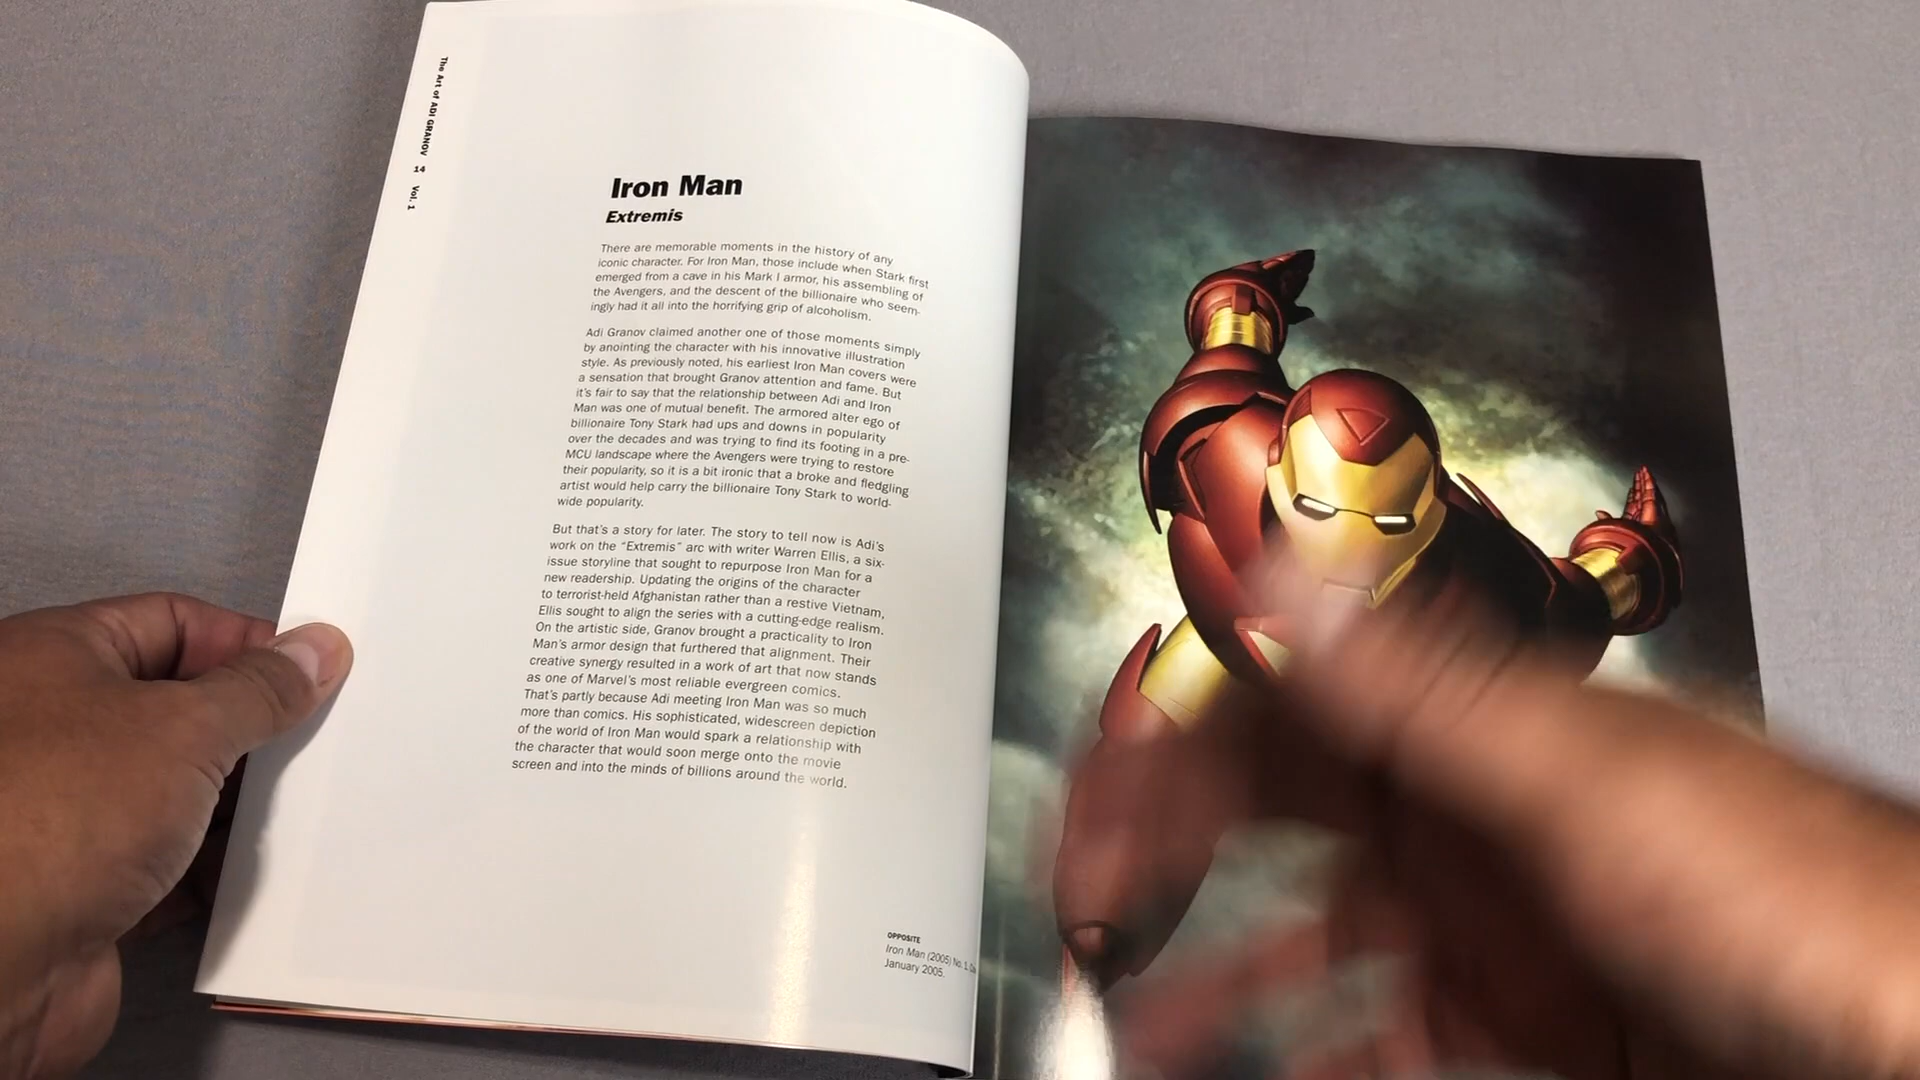 The Art of ADI GRANOV 14 Vol. 1
Iron Man
Extremis
There are memorable moments in the history of any
iconic character. For Iron Man, those include when Stark first
emerged from a cave in his Mark I armor, his assembling of
the Avengers, and the descent of the billionaire who seem-
ingly had it all into the horrifying grip of alcoholism.
Adi Granov claimed another one of those moments simply
by anointing the character with his innovative illustration
style. As previously noted, his earliest Iron Man covers were
a sensation that brought Granov attention and fame. But
it's fair to say that the relationship between Adi and Iron
Man was one of mutual benefit. The armored alter ego of
billionaire Tony Stark had ups and downs in popularity
over the decades and was trying to find its footing in a pre-
MCU landscape where the Avengers were trying to restore
their popularity, so it is a bit ironic that a broke and fledgling
artist would help carry the billionaire Tony Stark to world-
wide popularity.
But that's a story for later. The story to tell now is Adi's
work on the "Extremis" arc with writer Warren Ellis, a six-
issue storyline that sought to repurpose Iron Man for a
new readership. Updating the origins of the character
to terrorist-held Afghanistan rather than a restive Vietnam,
Ellis sought to align the series with a cutting-edge realism.
On the artistic side, Granov brought a practicality to Iron
Man's armor design that furthered that alignment. Their
creative synergy resulted in a work of art that now stands
as one of Marvel's most reliable evergreen comics.
That's partly because Adi meeting Iron Man was so much
more than comics. His sophisticated, widescreen depiction
of the world of Iron Man would spark a relationship with
the character that would soon merge onto the movie
screen and into the minds of billions around the world.
OPPOSITE
Iron Man (2005) No. 1.
January 2005.